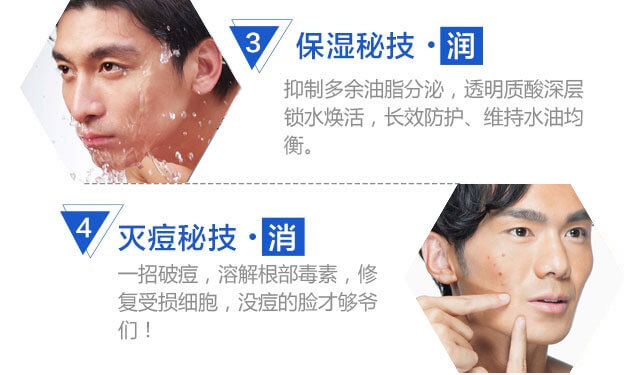 3 保湿秘技·润
抑制多余油脂分泌，透明质酸深层
锁水焕活，长效防护、维持水油均
衡。
4 灭痘秘技·消
一招破痘，溶解根部毒素，修
复受损细胞，没痘的脸才够爷
们！